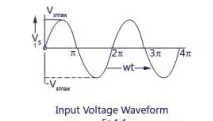 Vsmax
Vs
π 2π 3π 4π
wt
-Vsmax
Input Voltage Waveform